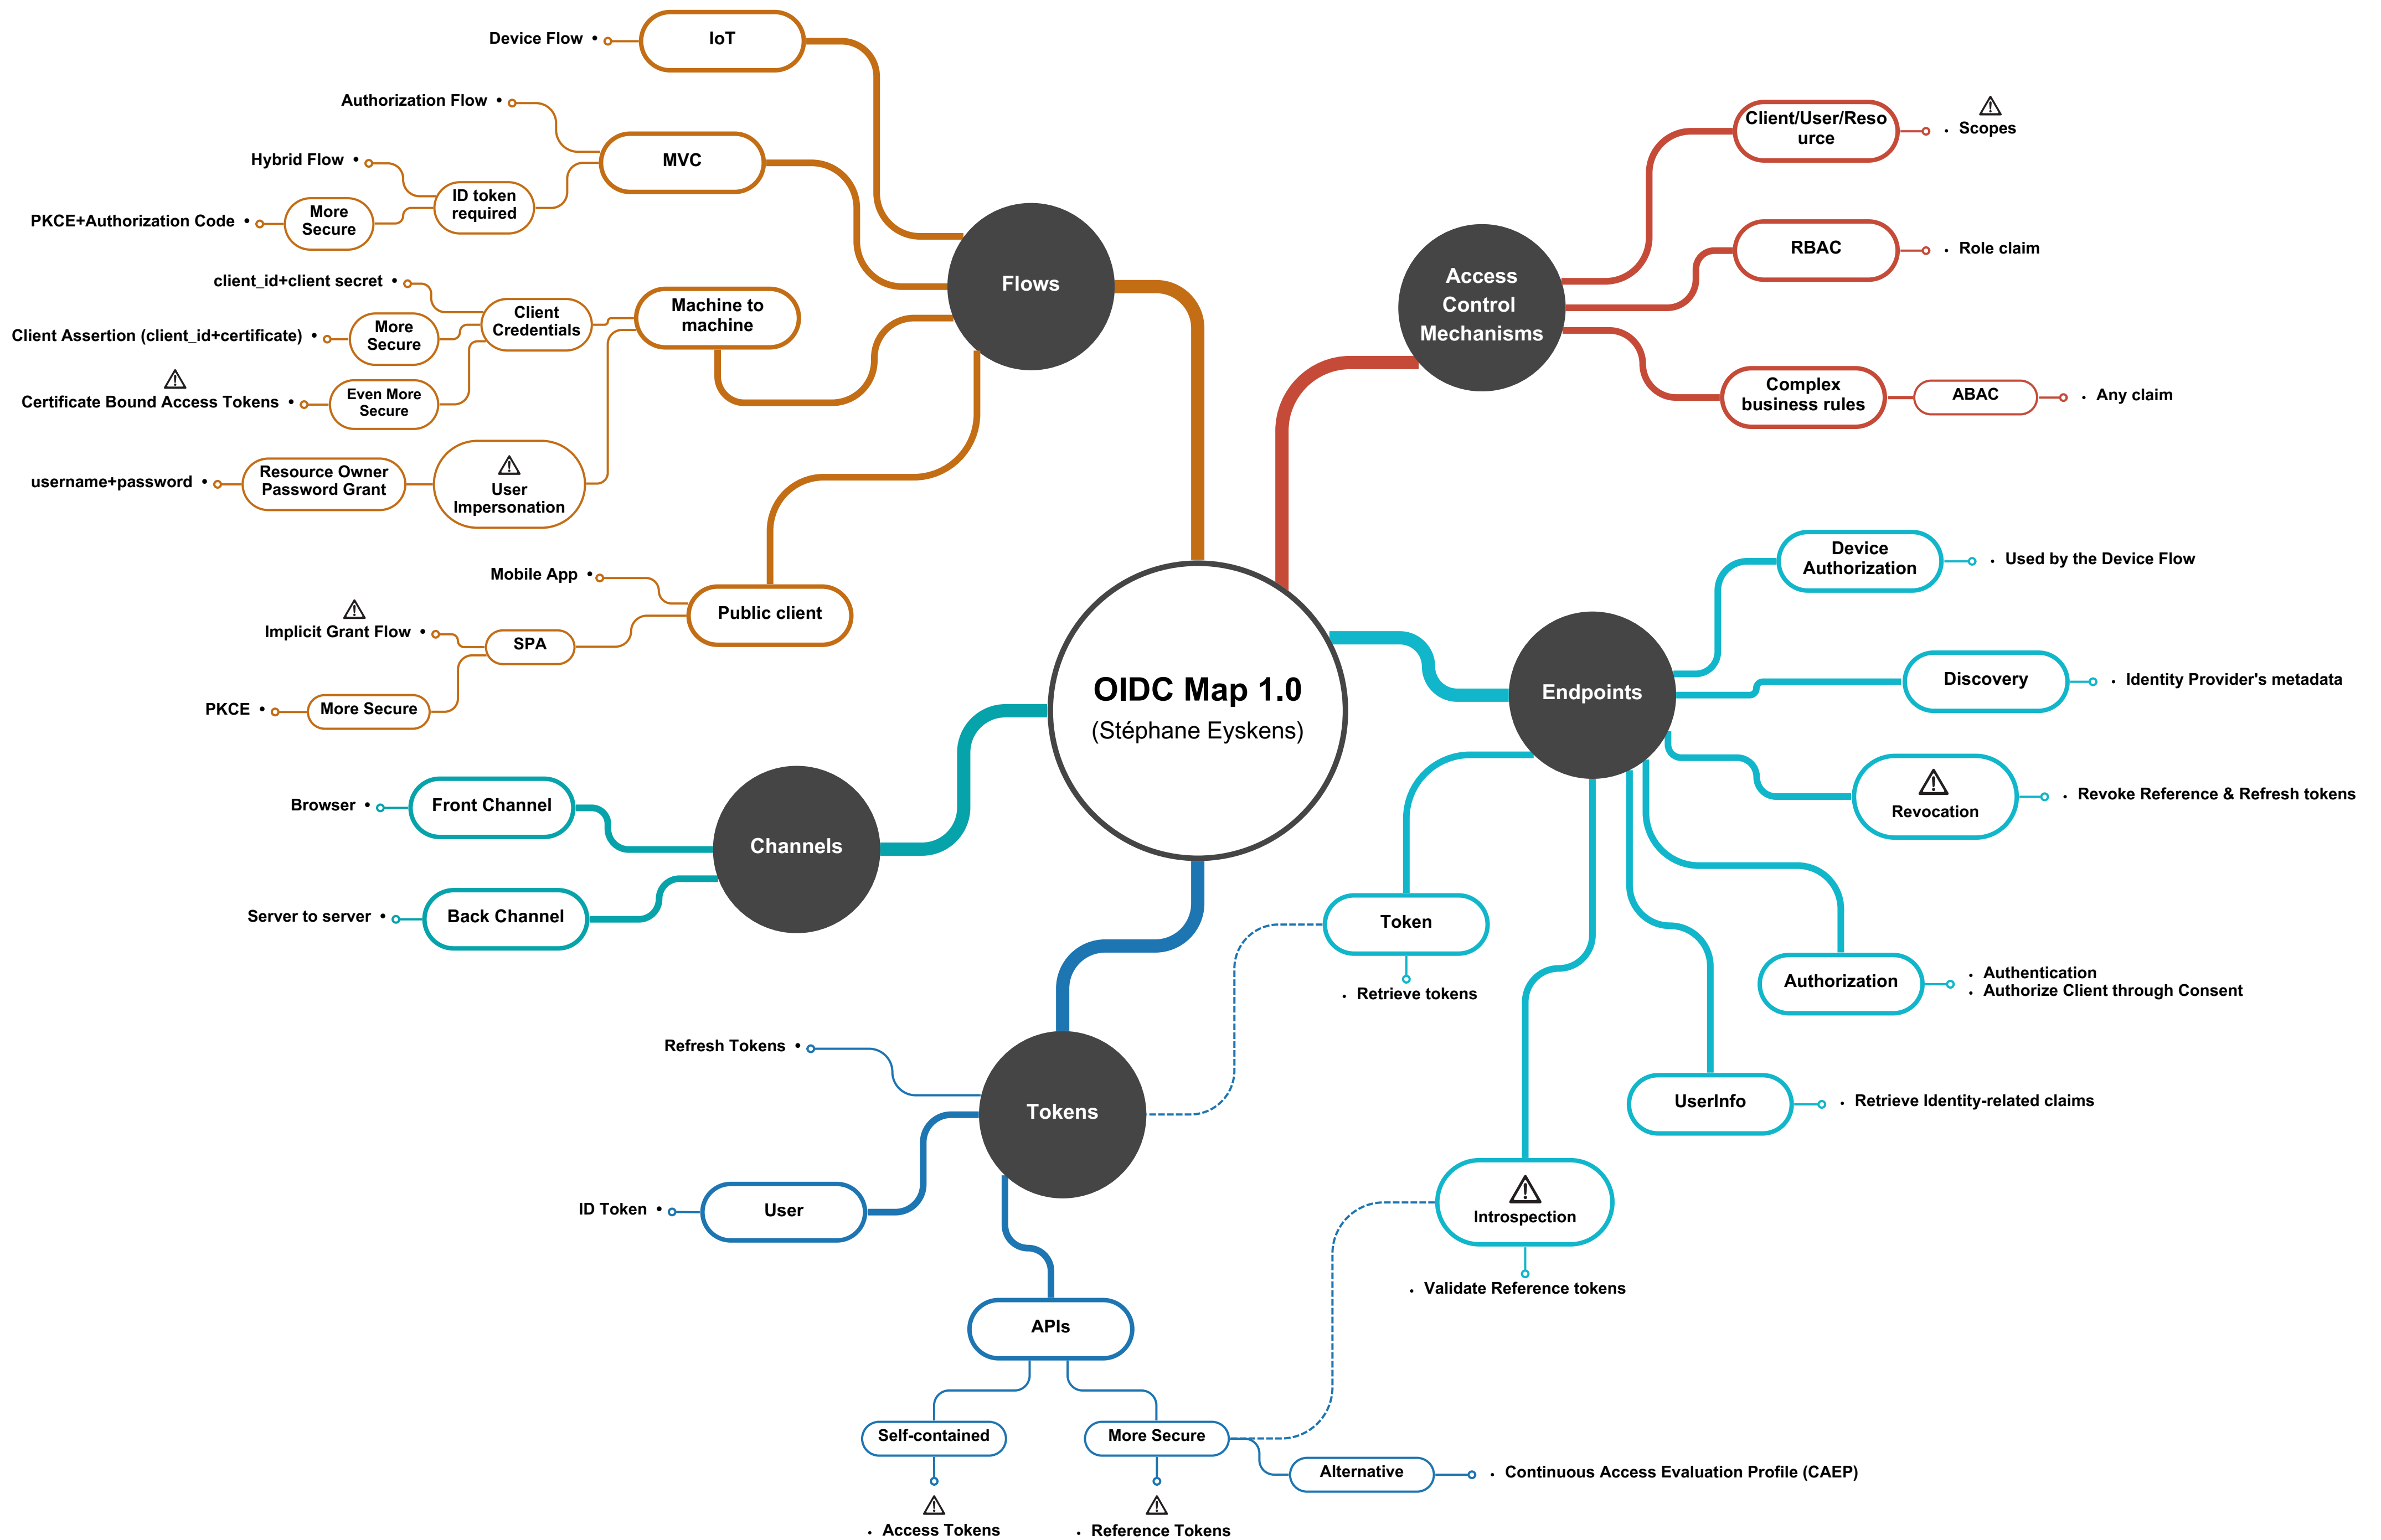 Device Flow
IoT
Authorization Flow
MVC
Hybrid Flow
ID token
required
PKCE+Authorization Code
More
Secure
Flows
client_id+client secret
Client
Credentials
Machine to
machine
Client Assertion (client_id+certificate)
More
Secure
Certificate Bound Access Tokens
Even More
Secure
username+password
Resource Owner
Password Grant
User
Impersonation
Mobile App
Public client
Implicit Grant Flow
SPA
PKCE
More Secure
Access
Control
Mechanisms
Client/User/Reso
urce
Scopes
RBAC
Role claim
Complex
business rules
ABAC
Any claim
OIDC Map 1.0
(Stéphane Eyskens)
Endpoints
Device
Authorization
Used by the Device Flow
Discovery
Identity Provider's metadata
Revocation
Revoke Reference & Refresh tokens
Token
Retrieve tokens
Authorization
Authentication
Authorize Client through Consent
UserInfo
Retrieve Identity-related claims
Introspection
Validate Reference tokens
Channels
Browser
Front Channel
Server to server
Back Channel
Tokens
Refresh Tokens
ID Token
User
APIs
Self-contained
Access Tokens
More Secure
Reference Tokens
Alternative
Continuous Access Evaluation Profile (CAEP)